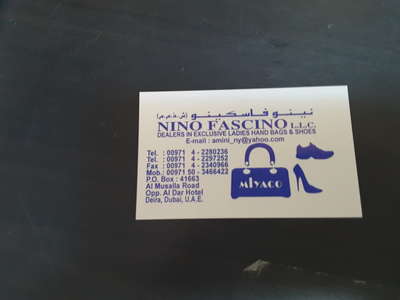 نينو فاسكينو (ش.ذ.م.م)
NINO FASCINO L.L.C.
DEALERS IN EXCLUSIVE LADIES HAND BAGS & SHOES
E-mail : amini_ny@yahoo.com
Tel. : 00971 4 - 2280236
Tel. : 00971 4 - 2297252
Fax : 00971 4 - 2340966
Mob.: 00971 50 - 3466422
P.O. Box : 41663
Al Musalla Road
Opp. Al Dar Hotel
Deira, Dubai, U.A.E.
MIYACO